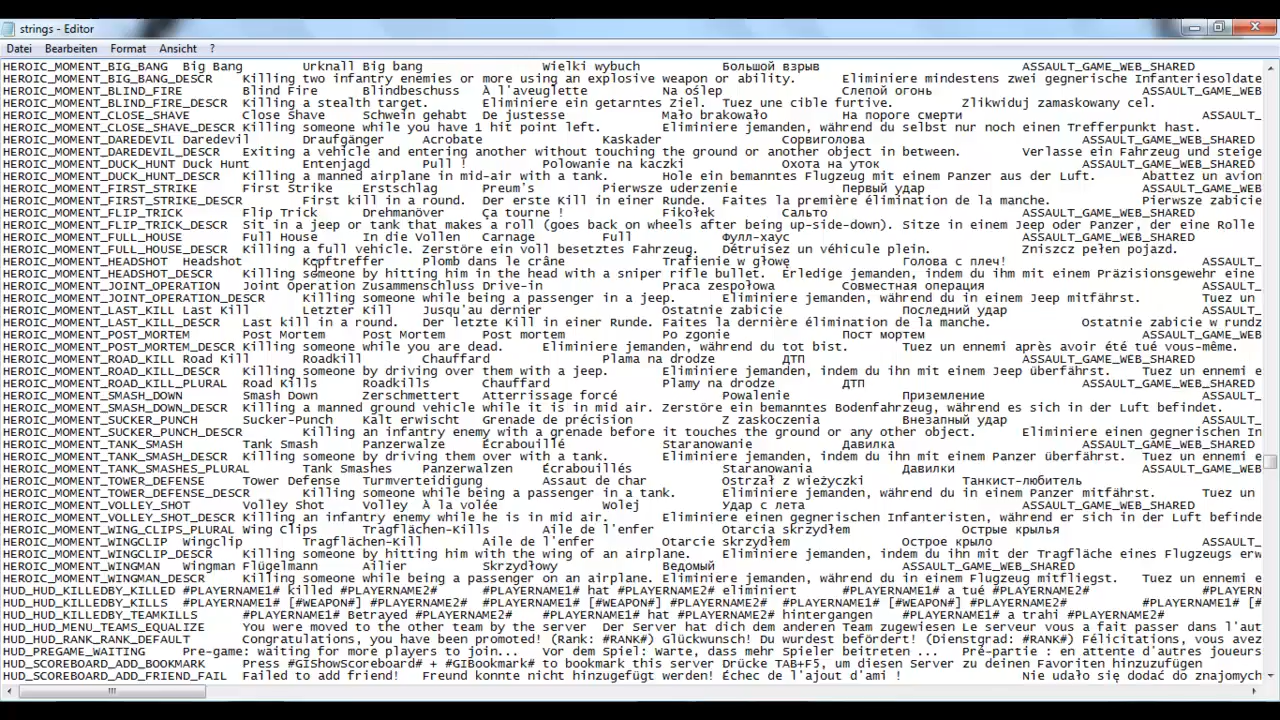 strings - Editor
Datei Bearbeiten Format Ansicht ?
HEROIC_MOMENT_BIG_BANG Big Bang Urknall Big bang Wielki wybuch Большой взрыв ASSAULT_GAME_WEB_SHARED
HEROIC_MOMENT_BIG_BANG_DESCR Killing two infantry enemies or more using an explosive weapon or ability. Eliminiere mindestens zwei gegnerische Infanteriesoldate
HEROIC_MOMENT_BLIND_FIRE Blind Fire Blindbeschuss À l'aveuglette Na oślep Слепой огонь ASSAULT_GAME_WEB
HEROIC_MOMENT_BLIND_FIRE_DESCR Killing a stealth target. Eliminiere ein getarntes Ziel. Tuez une cible furtive. Zlikwiduj zamaskowany cel.
HEROIC_MOMENT_CLOSE_SHAVE Close Shave Schwein gehabt De justesse Mało brakowało На пороге смерти ASSAULT_
HEROIC_MOMENT_CLOSE_SHAVE_DESCR Killing someone while you have 1 hit point left. Eliminiere jemanden, während du selbst nur noch einen Trefferpunkt hast.
HEROIC_MOMENT_DAREDEVIL Daredevil Draufgänger Acrobate Kaskader Сорвиголова ASSAULT_GAME_WEB_SHARED
HEROIC_MOMENT_DAREDEVIL_DESCR Exiting a vehicle and entering another without touching the ground or another object in between. Verlasse ein Fahrzeug und steige
HEROIC_MOMENT_DUCK_HUNT Duck Hunt Entenjagd Pull ! Polowanie na kaczki Охота на уток ASSAULT_GAME_WEB_SHARED
HEROIC_MOMENT_DUCK_HUNT_DESCR Killing a manned airplane in mid-air with a tank. Hole ein bemanntes Flugzeug mit einem Panzer aus der Luft. Abattez un avion
HEROIC_MOMENT_FIRST_STRIKE First Strike Erstschlag Preum's Pierwsze uderzenie Первый удар ASSAULT_GAME_WEB
HEROIC_MOMENT_FIRST_STRIKE_DESCR First kill in a round. Der erste Kill in einer Runde. Faites la première élimination de la manche. Pierwsze zabicie
HEROIC_MOMENT_FLIP_TRICK Flip Trick Drehmanöver Ça tourne ! Fikołek Сальто ASSAULT_GAME_WEB_SHARED
HEROIC_MOMENT_FLIP_TRICK_DESCR Sit in a jeep or tank that makes a roll (goes back on wheels after being up-side-down). Sitze in einem Jeep oder Panzer, der eine Rolle
HEROIC_MOMENT_FULL_HOUSE Full House In die Vollen Carnage Full Фулл-хаус ASSAULT_GAME_WEB_SHARED
HEROIC_MOMENT_FULL_HOUSE_DESCR Killing a full vehicle. Zerstöre ein voll besetztes Fahrzeug. Détruisez un véhicule plein. Zniszcz pełen pojazd.
HEROIC_MOMENT_HEADSHOT Headshot Kopftreffer Plomb dans le crâne Trafienie w głowę Голова с плеч! ASSAULT_
HEROIC_MOMENT_HEADSHOT_DESCR Killing someone by hitting him in the head with a sniper rifle bullet. Erledige jemanden, indem du ihn mit einem Präzisionsgewehr eine
HEROIC_MOMENT_JOINT_OPERATION Joint Operation Zusammenschluss Drive-in Praca zespołowa Совместная операция ASSAULT_
HEROIC_MOMENT_JOINT_OPERATION_DESCR Killing someone while being a passenger in a jeep. Eliminiere jemanden, während du in einem Jeep mitfährst. Tuez un
HEROIC_MOMENT_LAST_KILL Last Kill Letzter Kill Jusqu'au dernier Ostatnie zabicie Последний удар ASSAULT_
HEROIC_MOMENT_LAST_KILL_DESCR Last kill in a round. Der letzte Kill in einer Runde. Faites la dernière élimination de la manche. Ostatnie zabicie w rundz
HEROIC_MOMENT_POST_MORTEM Post Mortem Post Mortem Post mortem Po zgonie Пост мортем ASSAULT_GAME_WEB
HEROIC_MOMENT_POST_MORTEM_DESCR Killing someone while you are dead. Eliminiere jemanden, während du tot bist. Tuez un ennemi après avoir été tué vous-même.
HEROIC_MOMENT_ROAD_KILL Road Kill Roadkill Chauffard Plama na drodze ДТП ASSAULT_GAME_WEB_SHARED
HEROIC_MOMENT_ROAD_KILL_DESCR Killing someone by driving over them with a jeep. Eliminiere jemanden, indem du ihn mit einem Jeep überfährst. Tuez un ennemi e
HEROIC_MOMENT_ROAD_KILL_PLURAL Road Kills Roadkills Chauffard Plamy na drodze ДТП ASSAULT_GAME_WEB_SHARED
HEROIC_MOMENT_SMASH_DOWN Smash Down Zerschmettert Atterrissage forcé Powalenie Приземление ASSAULT_GAME_WEB
HEROIC_MOMENT_SMASH_DOWN_DESCR Killing a manned ground vehicle while it is in mid air. Zerstöre ein bemanntes Bodenfahrzeug, während es sich in der Luft befindet.
HEROIC_MOMENT_SUCKER_PUNCH Sucker-Punch Kalt erwischt Grenade de précision Z zaskoczenia Внезапный удар ASSAULT_
HEROIC_MOMENT_SUCKER_PUNCH_DESCR Killing an infantry enemy with a grenade before it touches the ground or any other object. Eliminiere einen gegnerischen In
HEROIC_MOMENT_TANK_SMASH Tank Smash Panzerwalze Écrabouillé Staranowanie Давилка ASSAULT_GAME_WEB_SHARED
HEROIC_MOMENT_TANK_SMASH_DESCR Killing someone by driving them over with a tank. Eliminiere jemanden, indem du ihn mit einem Panzer überfährst. Tuez un ennemi e
HEROIC_MOMENT_TANK_SMASHES_PLURAL Tank Smashes Panzerwalzen Écrabouillés Staranowania Давилки ASSAULT_GAME_WEB
HEROIC_MOMENT_TOWER_DEFENSE Tower Defense Turmverteidigung Assaut de char Ostrzał z wieżyczki Танкист-любитель
HEROIC_MOMENT_TOWER_DEFENSE_DESCR Killing someone while being a passenger in a tank. Eliminiere jemanden, während du in einem Panzer mitfährst. Tuez un
HEROIC_MOMENT_VOLLEY_SHOT Volley Shot Volley À la volée Wolej Удар с лета ASSAULT_GAME_WEB
HEROIC_MOMENT_VOLLEY_SHOT_DESCR Killing an infantry enemy while he is in mid air. Eliminiere einen gegnerischen Infanteristen, während er sich in der Luft befinde
HEROIC_MOMENT_WING_CLIPS_PLURAL Wing Clips Tragflächen-Kills Aile de l'enfer Otarcia skrzydłem Острые крылья
HEROIC_MOMENT_WINGCLIP Wingclip Tragflächen-Kill Aile de l'enfer Otarcie skrzydłem Острое крыло ASSAULT_
HEROIC_MOMENT_WINGCLIP_DESCR Killing someone by hitting him with the wing of an airplane. Eliminiere jemanden, indem du ihn mit der Tragfläche eines Flugzeugs erw
HEROIC_MOMENT_WINGMAN Wingman Flügelmann Ailier Skrzydłowy Ведомый ASSAULT_GAME_WEB_SHARED
HEROIC_MOMENT_WINGMAN_DESCR Killing someone while being a passenger on an airplane. Eliminiere jemanden, während du in einem Flugzeug mitfliegst. Tuez un ennemi e
HUD_HUD_KILLEDBY_KILLED #PLAYERNAME1# killed #PLAYERNAME2# #PLAYERNAME1# hat #PLAYERNAME2# eliminiert #PLAYERNAME1# a tué #PLAYERNAME2#
HUD_HUD_KILLEDBY_KILLS #PLAYERNAME1# [#WEAPON#] #PLAYERNAME2# #PLAYERNAME1# [#WEAPON#] #PLAYERNAME2# #PLAYERNAME1# [#WEAPON#] #PLAYERNAME2# #PLAYERNAME1# [#
HUD_HUD_KILLEDBY_TEAMKILLS #PLAYERNAME1# Betrayed #PLAYERNAME2# #PLAYERNAME1# hat #PLAYERNAME2# hintergangen #PLAYERNAME1# a trahi #PLAYERNAME2#
HUD_HUD_MENU_TEAMS_EQUALIZE You were moved to the other team by the server Der Server hat dich dem anderen Team zugewiesen Le serveur vous a fait passer dans l'aut
HUD_HUD_RANK_RANK_DEFAULT Congratulations, you have been promoted! (Rank: #RANK#) Glückwunsch! Du wurdest befördert! (Dienstgrad: #RANK#) Félicitations, vous avez
HUD_PREGAME_WAITING Pre-game: waiting for more players to join... Vor dem Spiel: Warte, dass mehr Spieler beitreten ... Pré-partie : en attente d'autres joueurs
HUD_SCOREBOARD_ADD_BOOKMARK Press #GIShowScoreboard# + #GIBookmark# to bookmark this server Drücke TAB+F5, um diesen Server zu deinen Favoriten hinzuzufügen
HUD_SCOREBOARD_ADD_FRIEND_FAIL Failed to add friend! Freund konnte nicht hinzugefügt werden! Échec de l'ajout d'ami ! Nie udało się dodać do znajomych